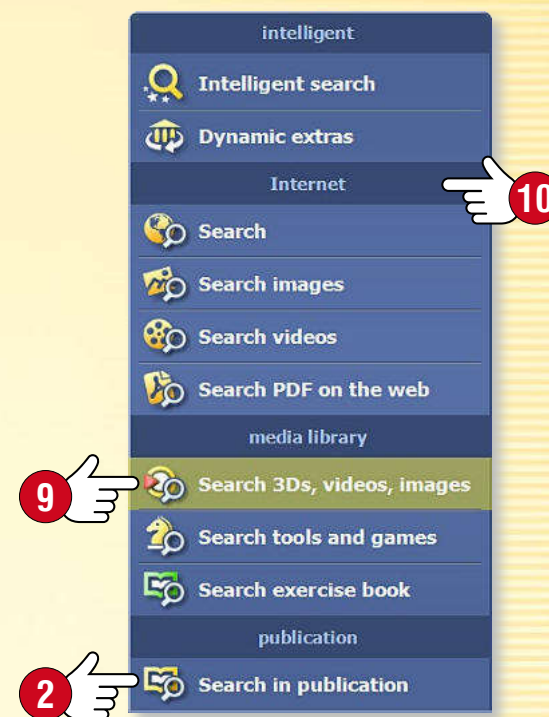 intelligent
Intelligent search
Dynamic extras
Internet
10
Search
Search images
Search videos
Search PDF on the web
media library
9
Search 3Ds, videos, images
Search tools and games
Search exercise book
publication
2
Search in publication